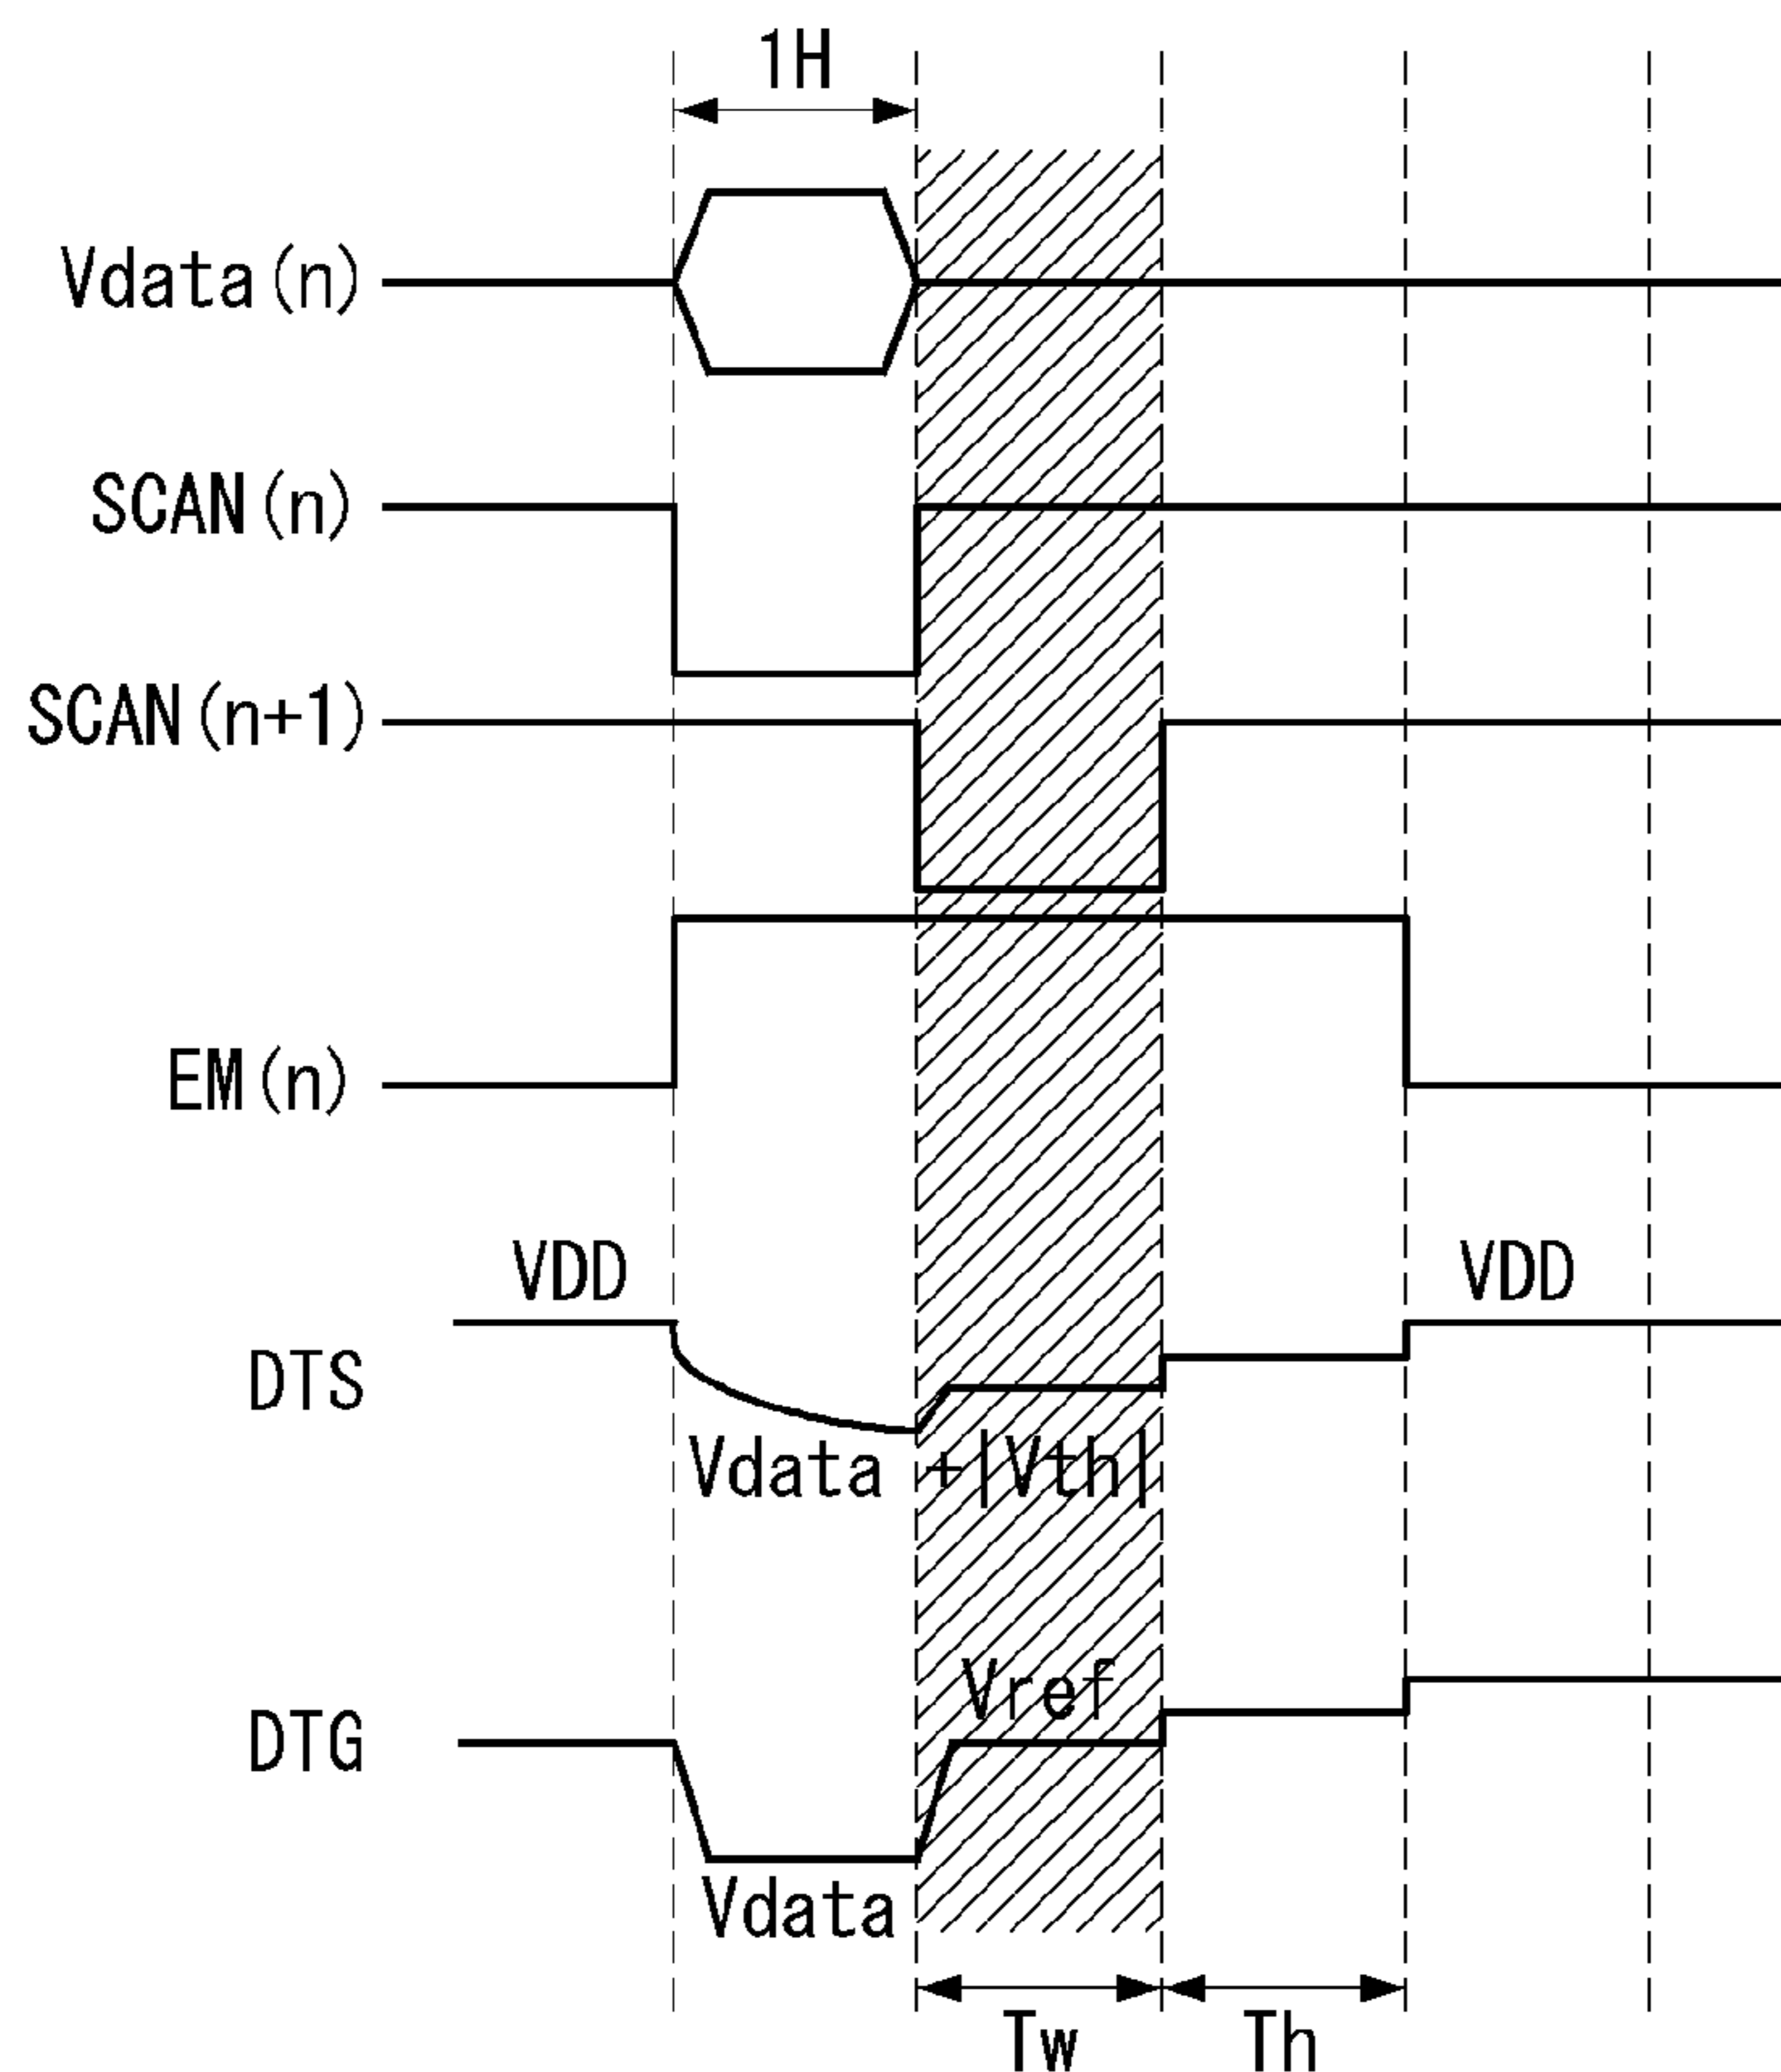 1H
Vdata(n)
SCAN(n)
SCAN(n+1)
EM(n)
VDD
VDD
DTS
Vdata +|Vth|
Vref
DTG
Vdata
Tw
Th